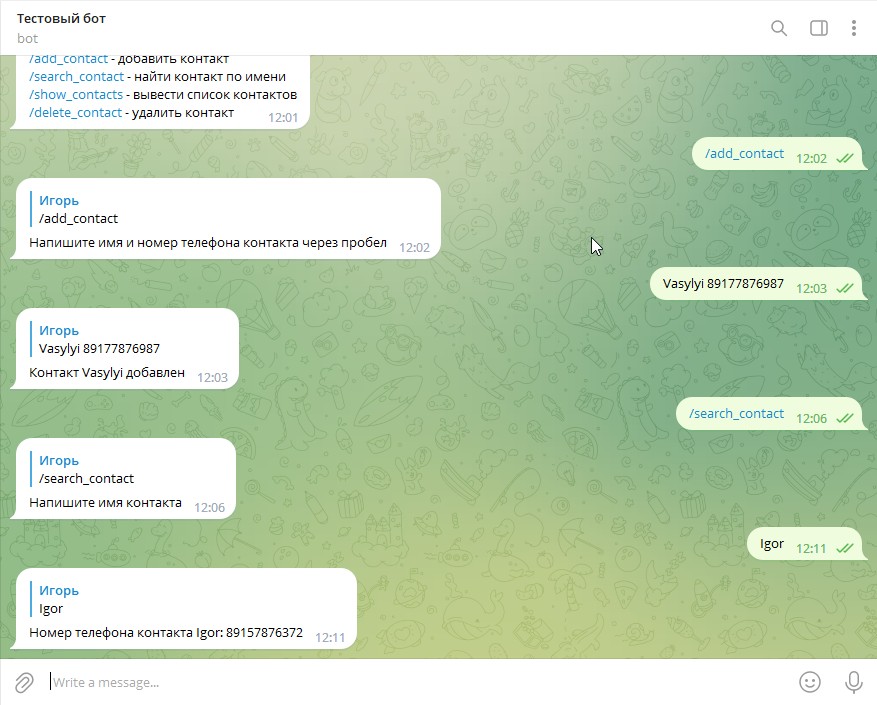 Тестовый бот
bot
/add_contact - добавить контакт
/search_contact - найти контакт по имени
/show_contacts - вывести список контактов
/delete_contact - удалить контакт
12:01
/add_contact 12:02
Игорь
/add_contact
Напишите имя и номер телефона контакта через пробел 12:02
Vasylyi 89177876987 12:03
Игорь
Vasylyi 89177876987
Контакт Vasylyi добавлен 12:03
/search_contact 12:06
Игорь
/search_contact
Напишите имя контакта 12:06
Igor 12:11
Игорь
Igor
Номер телефона контакта Igor: 89157876372 12:11
Write a message...